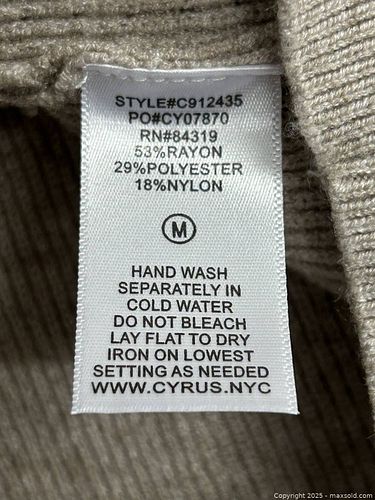 STYLE#C912435
PO#CY07870
RN#84319
53%RAYON
29%POLYESTER
18%NYLON
M
HAND WASH
SEPARATELY IN
COLD WATER
DO NOT BLEACH
LAY FLAT TO DRY
IRON ON LOWEST
SETTING AS NEEDED
WWW.CYRUS.NYC
Copyright 2025 - maxsold.com